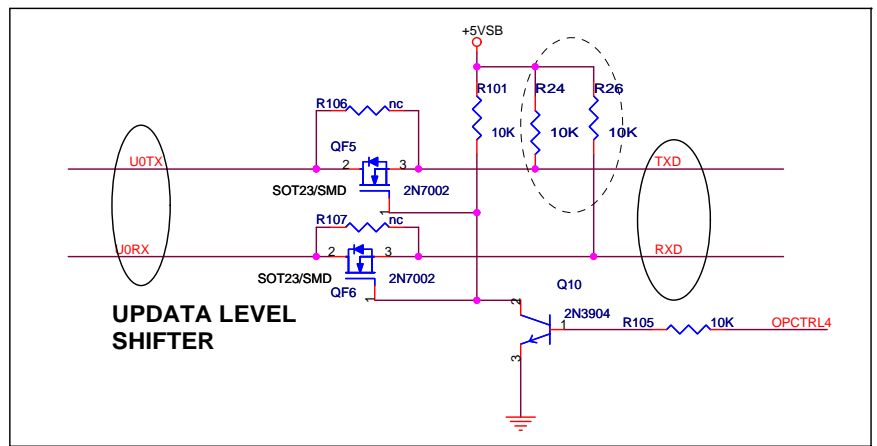 +5VSB
R106 nc R101 R24 R26
10K 10K 10K
QF5
U0TX 2 3 TXD
SOT23/SMD 2N7002
1
R107 nc
U0RX 2 3 RXD
SOT23/SMD 2N7002
QF6 1
Q10
2
2N3904
1 R105 10K OPCTRL4
3
UPDATA LEVEL
SHIFTER